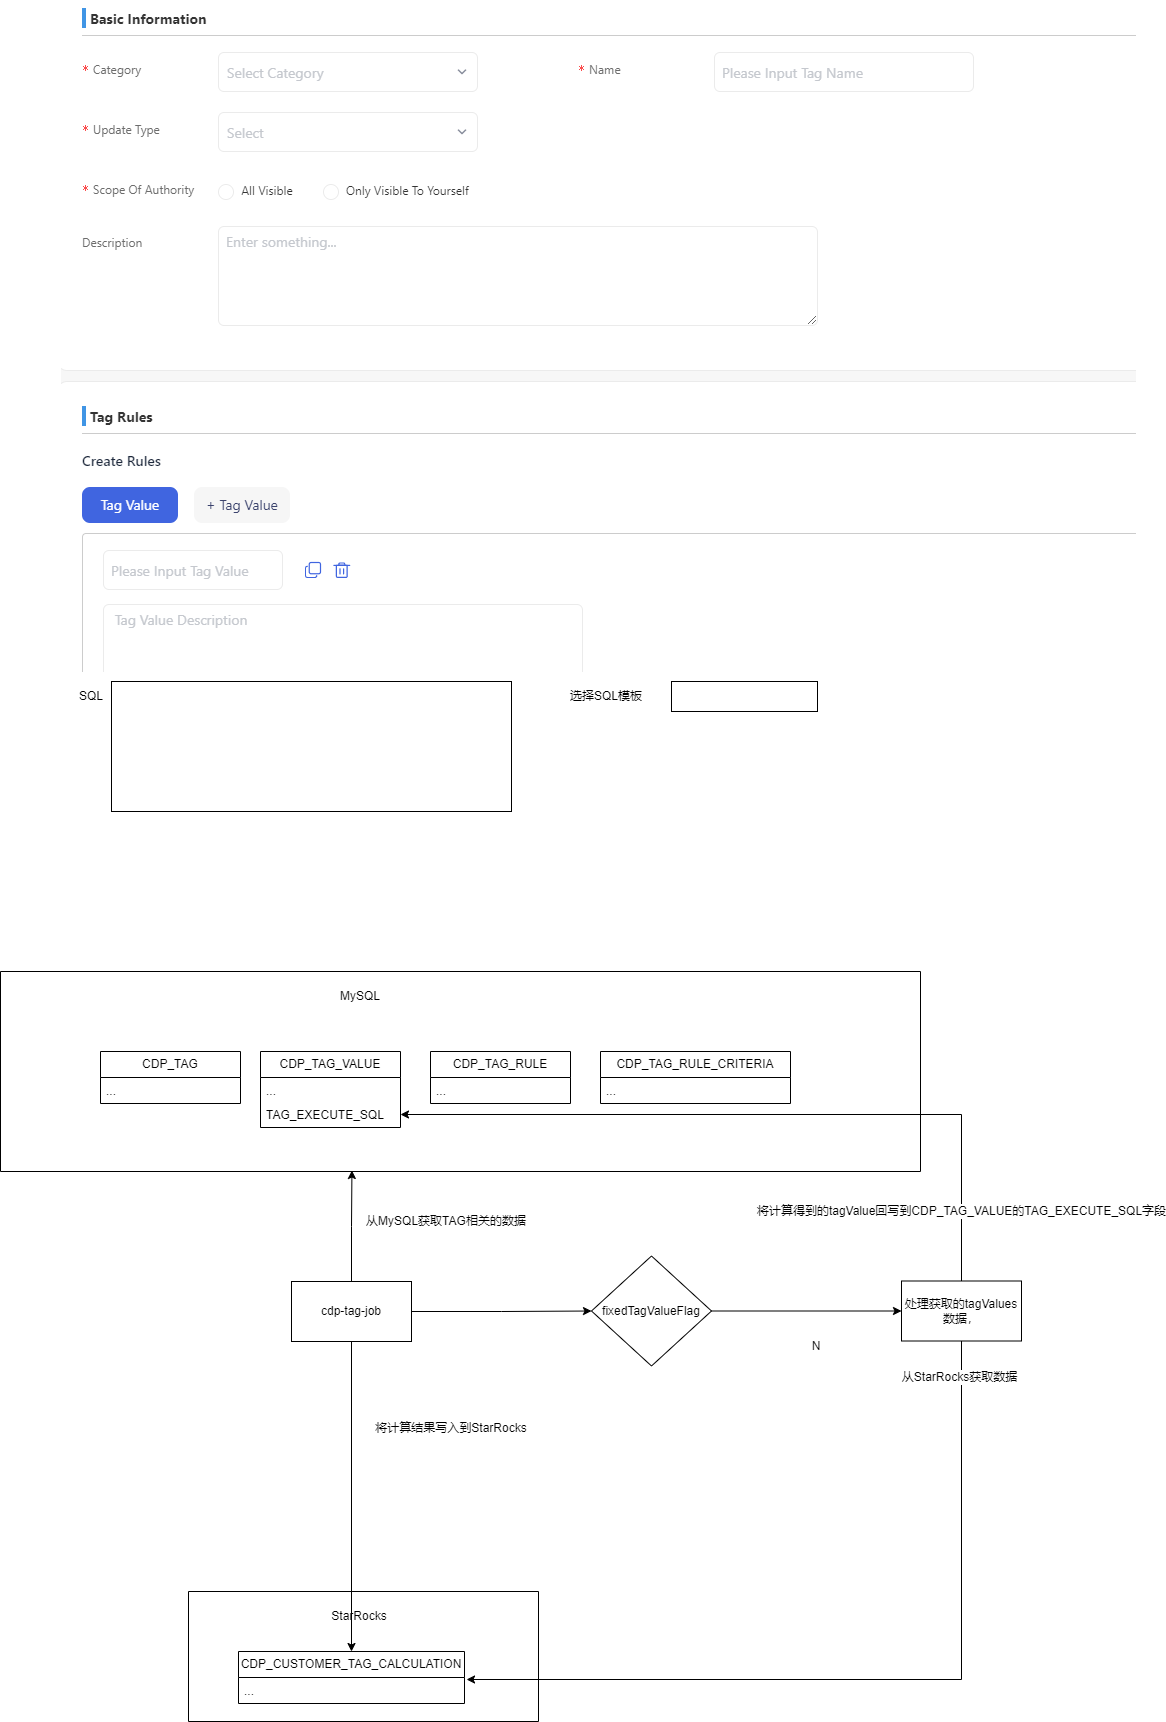 Basic Information
* Category
Select Category
* Name
Please Input Tag Name
* Update Type
Select
* Scope Of Authority
All Visible
Only Visible To Yourself
Description
Enter something...
Tag Rules
Create Rules
Tag Value
+ Tag Value
Please Input Tag Value
Tag Value Description
SQL
选择SQL模板
MySQL
CDP_TAG
...
CDP_TAG_VALUE
...
TAG_EXECUTE_SQL
CDP_TAG_RULE
...
CDP_TAG_RULE_CRITERIA
...
从MySQL获取TAG相关的数据
将计算得到的tagValue回写到CDP_TAG_VALUE的TAG_EXECUTE_SQL字段
cdp-tag-job
fixedTagValueFlag
N
处理获取的tagValues
数据，
从StarRocks获取数据
将计算结果写入到StarRocks
StarRocks
CDP_CUSTOMER_TAG_CALCULATION
...